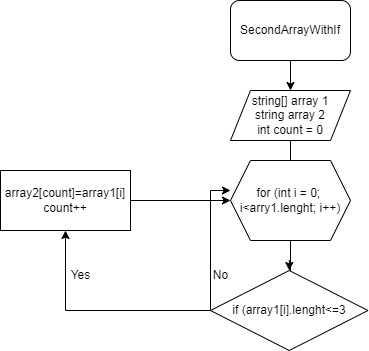 SecondArrayWithIf
string[] array 1
string array 2
int count = 0
array2[count]=array1[i]
count++
for (int i = 0;
i<arry1.lenght; i++)
Yes
No
if (array1[i].lenght<=3